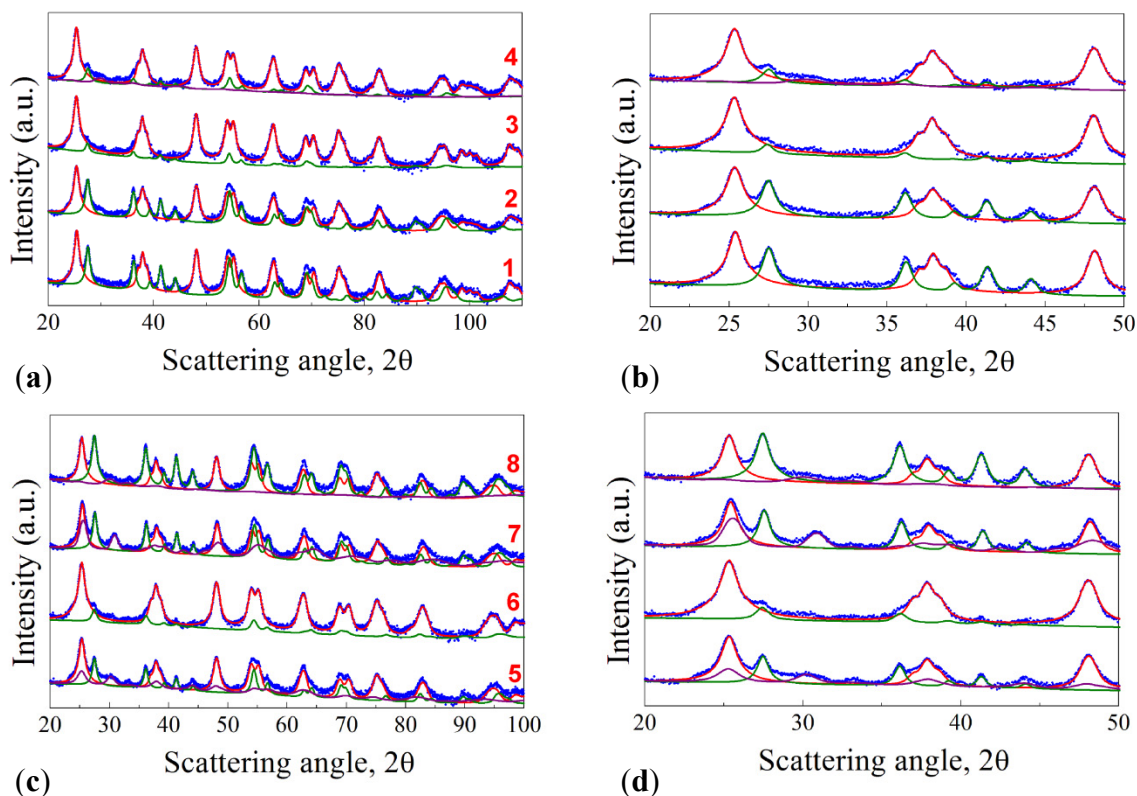 Intensity (a.u.)
4
3
2
1
20 40 60 80 100
Scattering angle, 2θ
(a)
Intensity (a.u.)
20 25 30 35 40 45 50
Scattering angle, 2θ
(b)
Intensity (a.u.)
8
7
6
5
20 30 40 50 60 70 80 90 100
Scattering angle, 2θ
(c)
Intensity (a.u.)
20 30 40 50
Scattering angle, 2θ
(d)